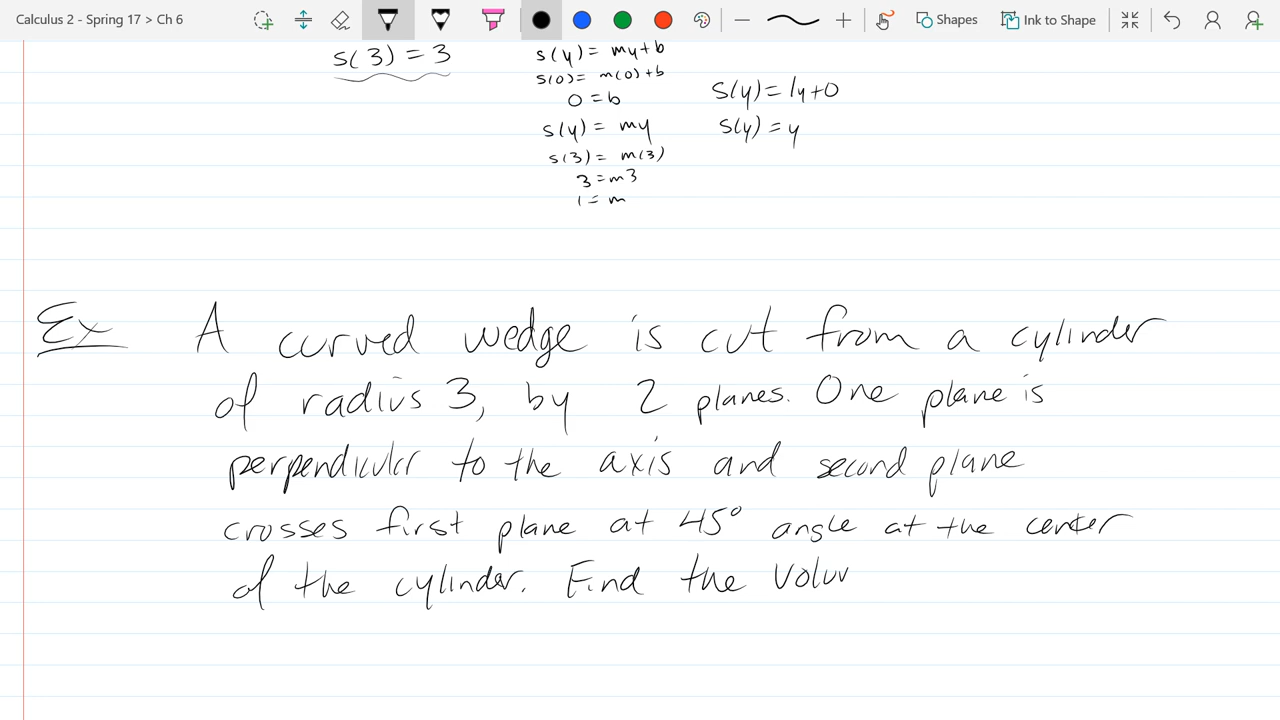 Calculus 2 - Spring 17 > Ch 6
Shapes
Ink to Shape
s(3) = 3
s(y) = my+b
s(0) = m(0)+b
0 = b
s(y) = my
s(3) = m(3)
3 = m3
1 = m
s(y) = 1y+0
s(y) = y
Ex A curved wedge is cut from a cylinder
of radius 3, by 2 planes. One plane is
perpendiculcr to the axis and second plane
crosses first plane at 45° angle at the center
of the cylinder. Find the Volum